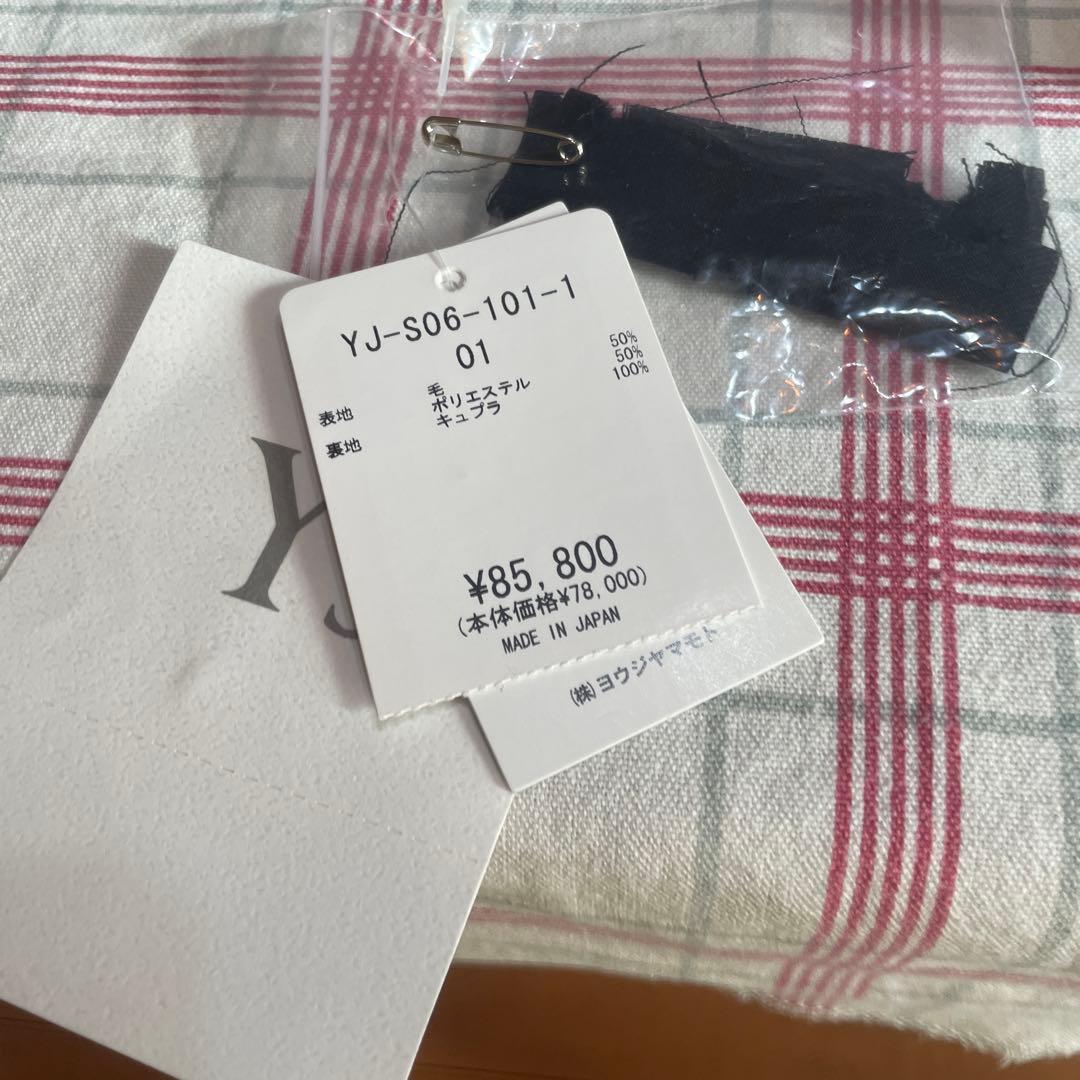 YJ-S06-101-1
01
表地 毛 50%
ポリエステル 50%
裏地 キュプラ 100%
¥85,800
(本体価格¥78,000)
MADE IN JAPAN
(株)ヨウジヤマモト
Y